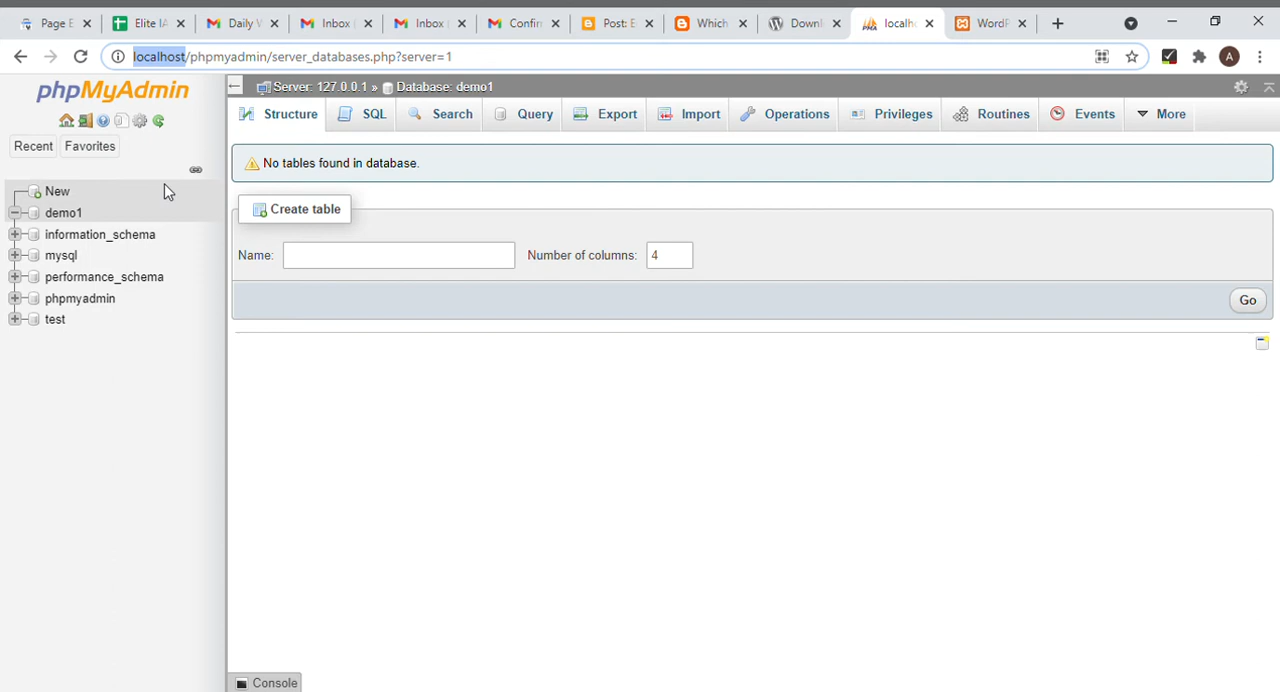 Page E Elite IA Daily V Inbox ( Inbox ( Confir Post: E Which Downl localho WordP
localhost/phpmyadmin/server_databases.php?server=1 A
phpMyAdmin
Server: 127.0.0.1 » Database: demo1
Structure SQL Search Query Export Import Operations Privileges Routines Events More
Recent Favorites
No tables found in database.
New
demo1
information_schema
mysql
performance_schema
phpmyadmin
test
Create table
Name: Number of columns: 4
Go
Console